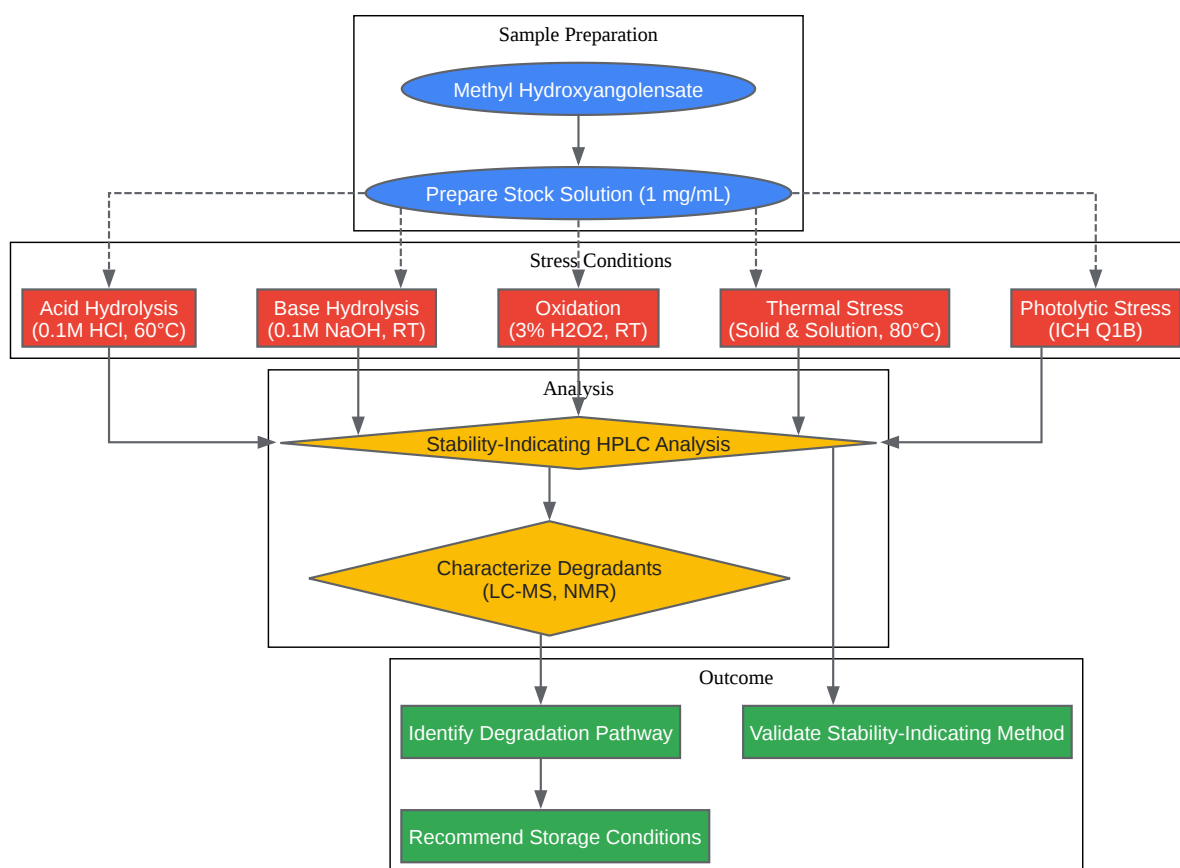 Sample Preparation
Methyl Hydroxyangolensate
Prepare Stock Solution (1 mg/mL)
Stress Conditions
Acid Hydrolysis
(0.1M HCl, 60°C)
Base Hydrolysis
(0.1M NaOH, RT)
Oxidation
(3% H2O2, RT)
Thermal Stress
(Solid & Solution, 80°C)
Photolytic Stress
(ICH Q1B)
Analysis
Stability-Indicating HPLC Analysis
Characterize Degradants
(LC-MS, NMR)
Outcome
Identify Degradation Pathway
Validate Stability-Indicating Method
Recommend Storage Conditions